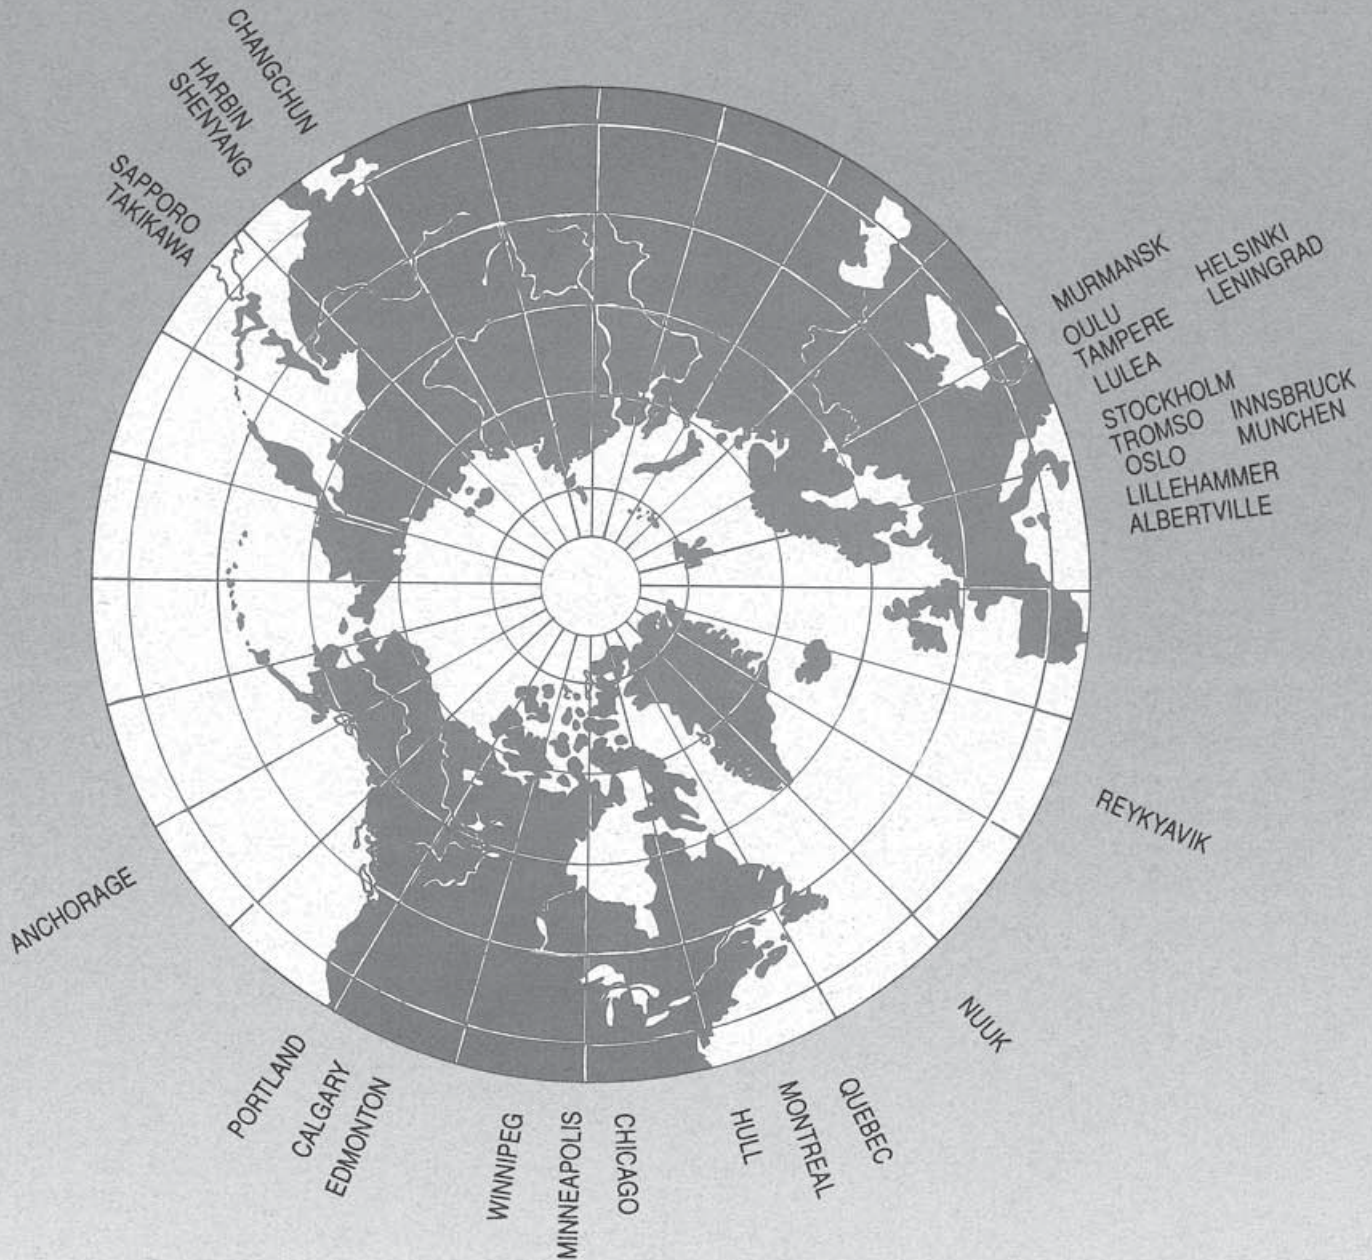 CHANGCHUN
HARBIN
SHENYANG
SAPPORO
TAKIKAWA
MURMANSK
HELSINKI
LENINGRAD
OULU
TAMPERE
LULEA
STOCKHOLM
TROMSO
OSLO
INNSBRUCK
MUNCHEN
LILLEHAMMER
ALBERTVILLE
REYKYAVIK
NUUK
QUEBEC
MONTREAL
HULL
CHICAGO
MINNEAPOLIS
WINNIPEG
EDMONTON
CALGARY
PORTLAND
ANCHORAGE